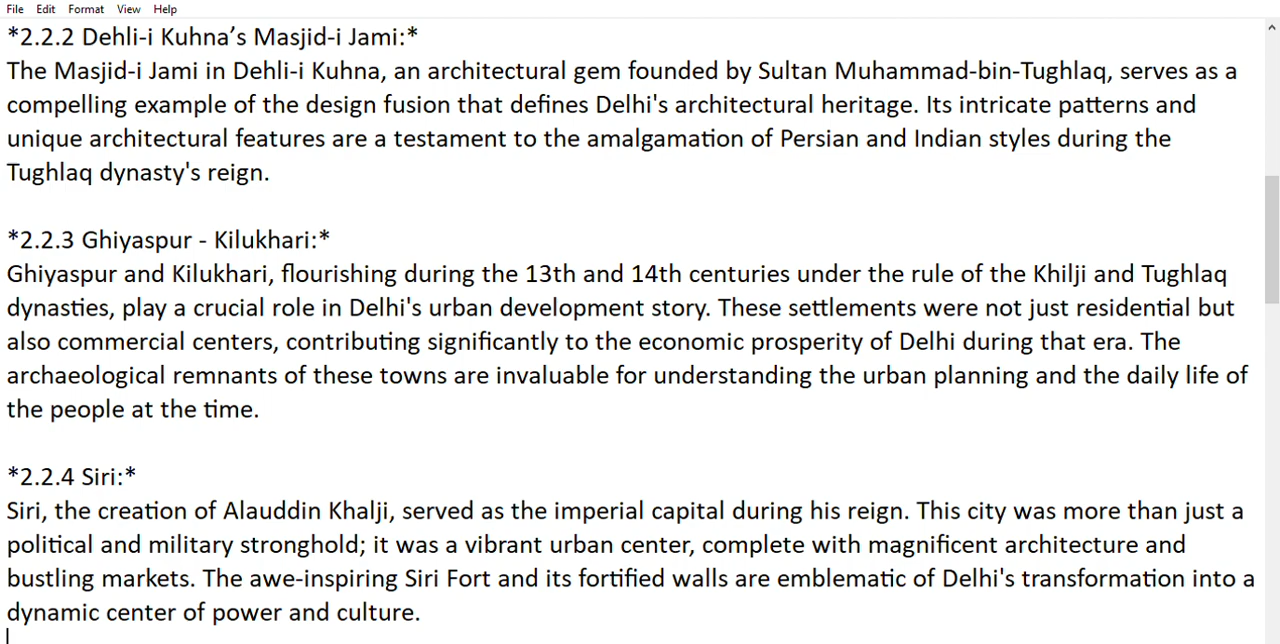 File Edit Format View Help
*2.2.2 Dehli-i Kuhna’s Masjid-i Jami:*
The Masjid-i Jami in Dehli-i Kuhna, an architectural gem founded by Sultan Muhammad-bin-Tughlaq, serves as a
compelling example of the design fusion that defines Delhi's architectural heritage. Its intricate patterns and
unique architectural features are a testament to the amalgamation of Persian and Indian styles during the
Tughlaq dynasty's reign.
*2.2.3 Ghiyaspur - Kilukhari:*
Ghiyaspur and Kilukhari, flourishing during the 13th and 14th centuries under the rule of the Khilji and Tughlaq
dynasties, play a crucial role in Delhi's urban development story. These settlements were not just residential but
also commercial centers, contributing significantly to the economic prosperity of Delhi during that era. The
archaeological remnants of these towns are invaluable for understanding the urban planning and the daily life of
the people at the time.
*2.2.4 Siri:*
Siri, the creation of Alauddin Khalji, served as the imperial capital during his reign. This city was more than just a
political and military stronghold; it was a vibrant urban center, complete with magnificent architecture and
bustling markets. The awe-inspiring Siri Fort and its fortified walls are emblematic of Delhi's transformation into a
dynamic center of power and culture.